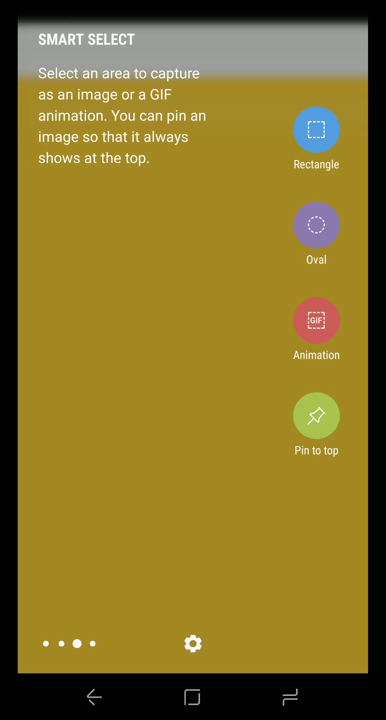 SMART SELECT
Select an area to capture
as an image or a GIF
animation. You can pin an
image so that it always
shows at the top.
Rectangle
Oval
GIF
Animation
Pin to top